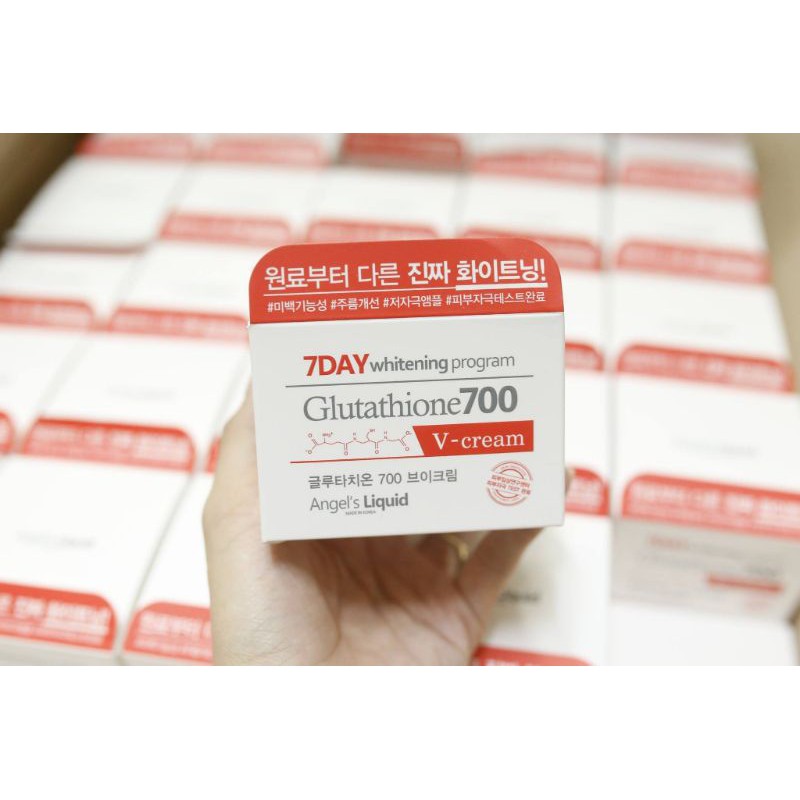 원료부터 다른 진짜 화이트닝!
#미백기능성 #주름개선 #저자극앰플 #피부자극테스트완료
7DAY whitening program
Glutathione700
V-cream
글루타치온 700 브이크림
Angel's Liquid
MADE IN KOREA